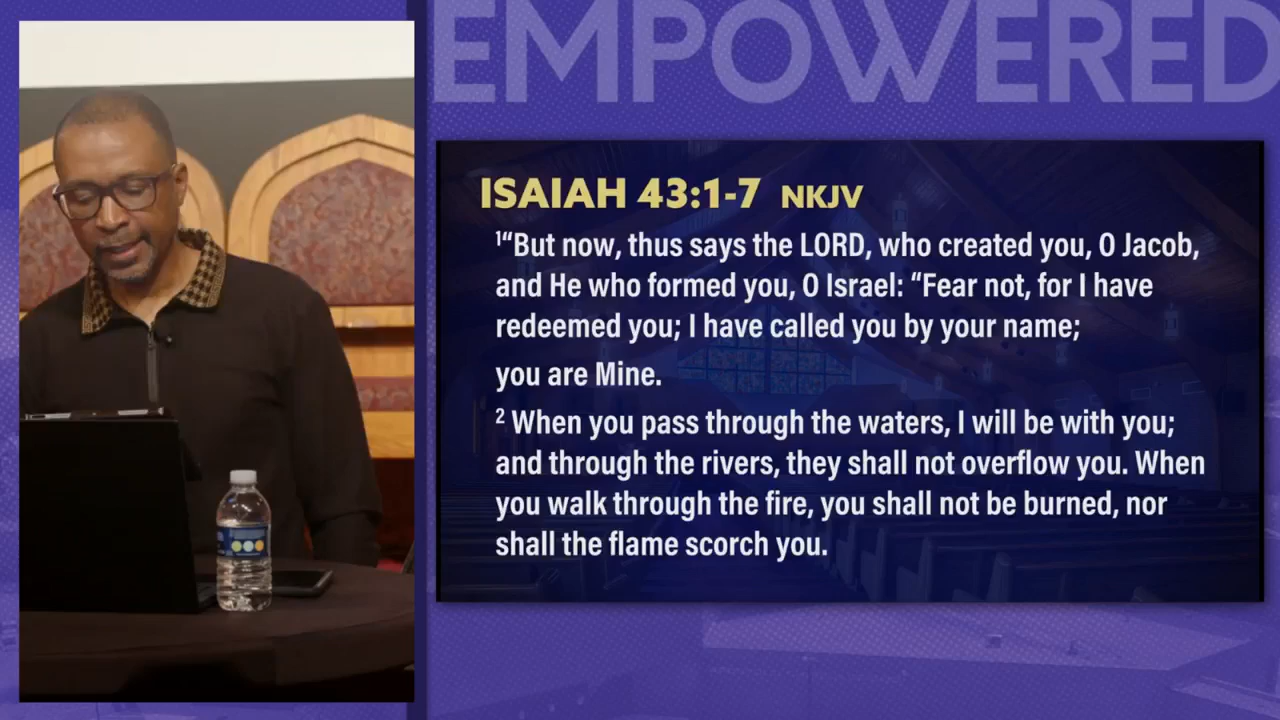 EMPOWERED
ISAIAH 43:1-7 NKJV
¹“But now, thus says the LORD, who created you, O Jacob,
and He who formed you, O Israel: “Fear not, for I have
redeemed you; I have called you by your name;
you are Mine.
² When you pass through the waters, I will be with you;
and through the rivers, they shall not overflow you. When
you walk through the fire, you shall not be burned, nor
shall the flame scorch you.